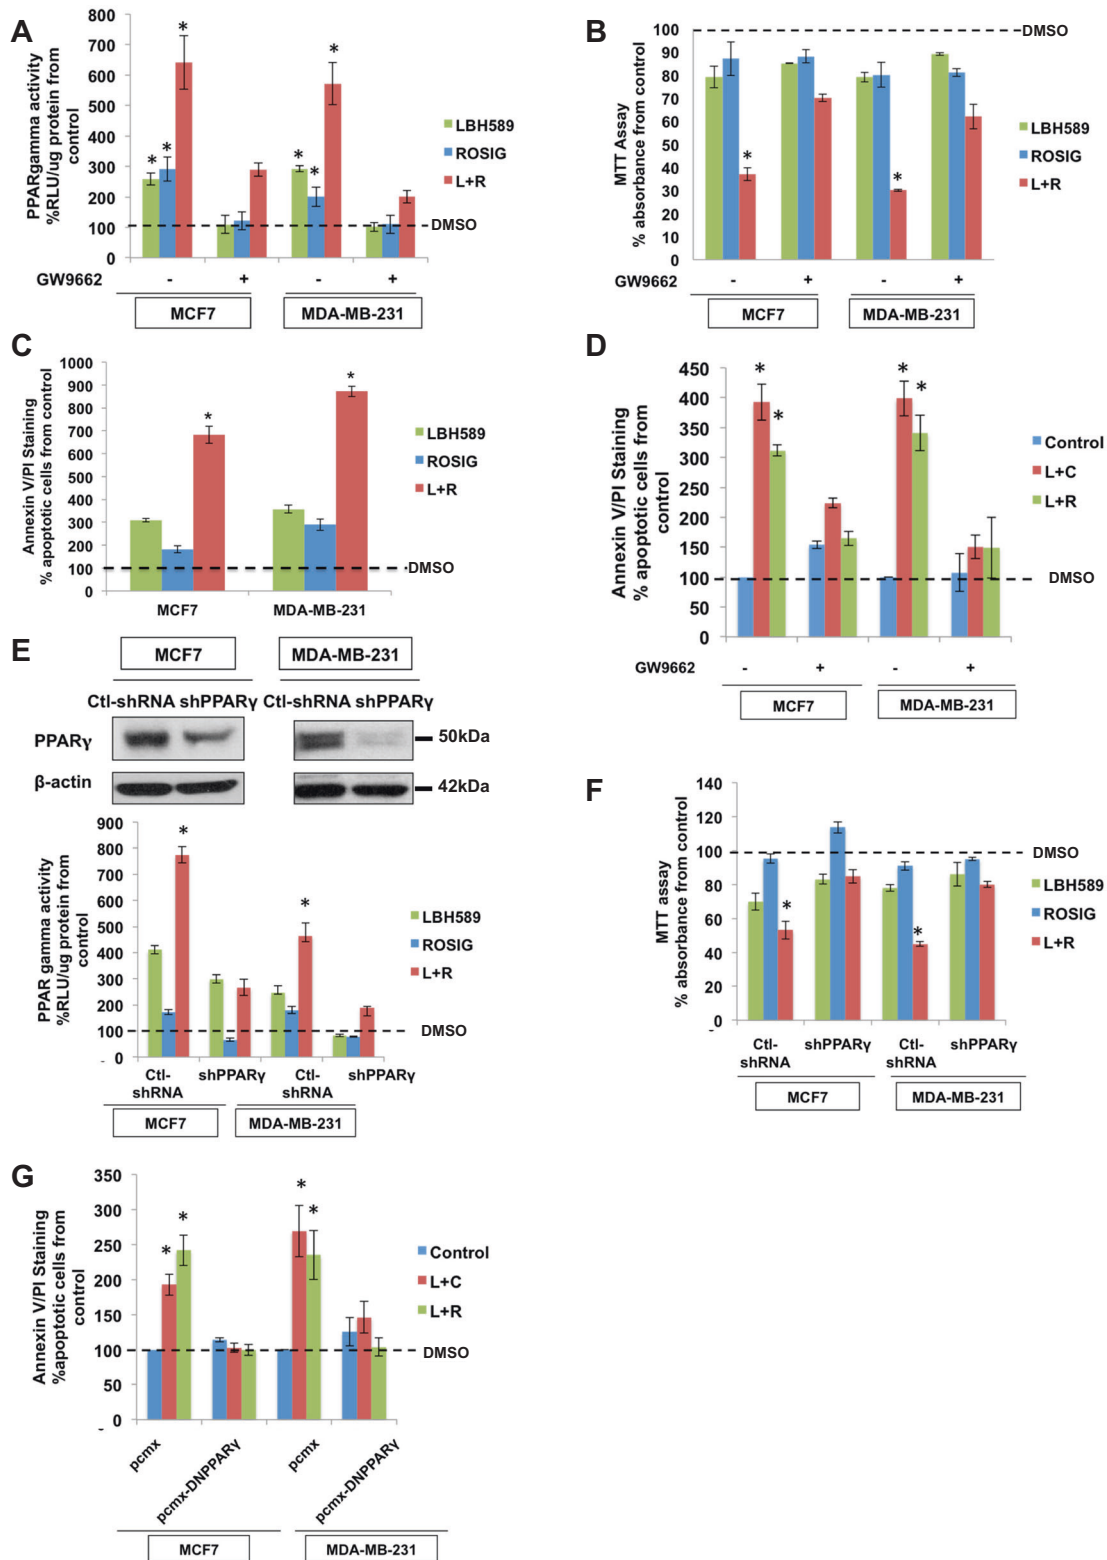 A
PPARgamma activity
%RLU/ug protein from
control
800
700
600
500
400
300
200
100
0
*
*
*
*
*
*
LBH589
ROSIG
L+R
DMSO
GW9662
-
+
-
+
MCF7
MDA-MB-231
B
MTT Assay
% absorbance from control
100
90
80
70
60
50
40
30
20
10
0
DMSO
*
*
LBH589
ROSIG
L+R
GW9662
-
+
-
+
MCF7
MDA-MB-231
C
Annexin V/PI Staining
% apoptotic cells from control
1000
900
800
700
600
500
400
300
200
100
0
*
*
LBH589
ROSIG
L+R
DMSO
MCF7
MDA-MB-231
D
Annexin V/PI Staining
% apoptotic cells from
control
450
400
350
300
250
200
150
100
50
0
*
*
*
*
Control
L+C
L+R
DMSO
GW9662
-
+
-
+
MCF7
MDA-MB-231
E
MCF7
MDA-MB-231
Ctl-shRNA shPPARγ Ctl-shRNA shPPARγ
PPARγ
50kDa
β-actin
42kDa
PPAR gamma activity
%RLU/ug protein from
control
900
800
700
600
500
400
300
200
100
0
-
*
*
LBH589
ROSIG
L+R
DMSO
Ctl-
shRNA
shPPARγ
Ctl-
shRNA
shPPARγ
MCF7
MDA-MB-231
F
MTT assay
% absorbance from control
140
120
100
80
60
40
20
0
-
*
*
DMSO
LBH589
ROSIG
L+R
Ctl-
shRNA
shPPARγ
Ctl-
shRNA
shPPARγ
MCF7
MDA-MB-231
G
Annexin V/PI Staining
%apoptotic cells from
control
350
300
250
200
150
100
50
0
-
*
*
*
*
Control
L+C
L+R
DMSO
pcmx
pcmx-DNPPARγ
pcmx
pcmx-DNPPARγ
MCF7
MDA-MB-231